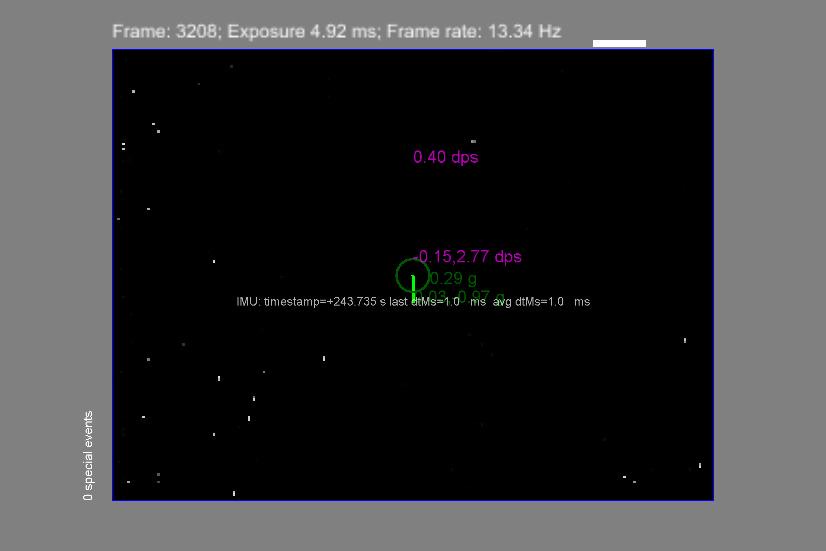 Frame: 3208; Exposure 4.92 ms; Frame rate: 13.34 Hz
0.40 dps
-0.15,2.77 dps
0.29 g
0.97 g
IMU: timestamp=+243.735 s last dtMs=1.0 ms avg dtMs=1.0 ms
0 special events